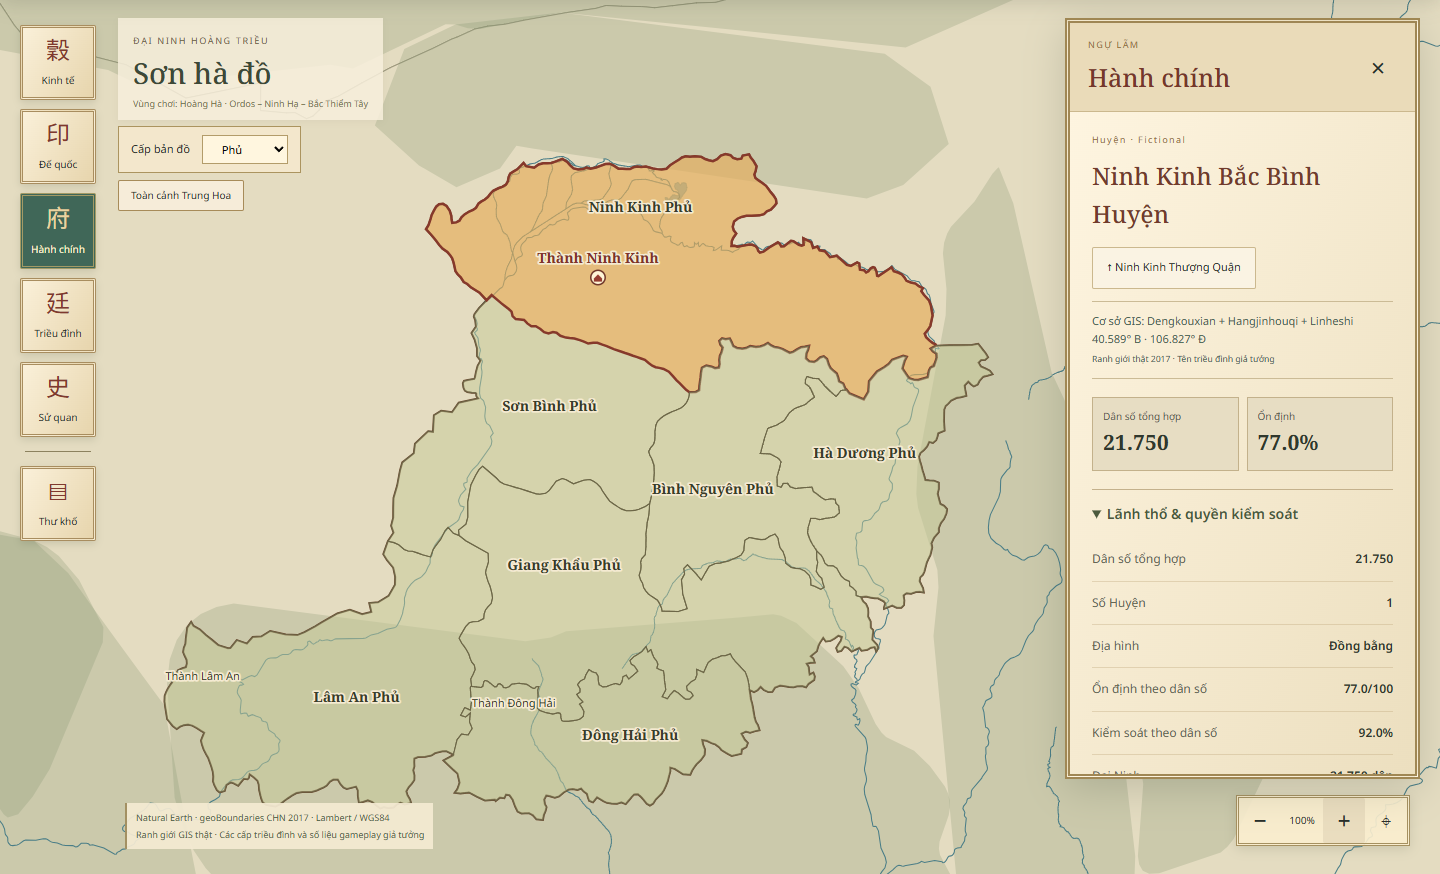 穀
Kinh tế
印
Đế quốc
府
Hành chính
廷
Triều đình
史
Sử quan
▤
Thư khố
ĐẠI NINH HOÀNG TRIỀU
Sơn hà đồ
Vùng chơi: Hoàng Hà · Ordos – Ninh Hạ – Bắc Thiểm Tây
Cấp bản đồ
Phủ
Toàn cảnh Trung Hoa
Ninh Kinh Phủ
Thành Ninh Kinh
Sơn Bình Phủ
Hà Dương Phủ
Bình Nguyên Phủ
Giang Khẩu Phủ
Thành Lâm An
Lâm An Phủ
Thành Đông Hải
Đông Hải Phủ
Natural Earth · geoBoundaries CHN 2017 · Lambert / WGS84
Ranh giới GIS thật · Các cấp triều đình và số liệu gameplay giả tưởng
NGỰ LÃM
Hành chính
✕
Huyện · Fictional
Ninh Kinh Bắc Bình
Huyện
↑ Ninh Kinh Thượng Quận
Cơ sở GIS: Dengkouxian + Hangjinhouqi + Linheshi
40.589° B · 106.827° Đ
Ranh giới thật 2017 · Tên triều đình giả tưởng
Dân số tổng hợp
21.750
Ổn định
77.0%
▼ Lãnh thổ & quyền kiểm soát
Dân số tổng hợp 21.750
Số Huyện 1
Địa hình Đồng bằng
Ổn định theo dân số 77.0/100
Kiểm soát theo dân số 92.0%
Đại Ninh 21.750 dân
− 100% + ⌖